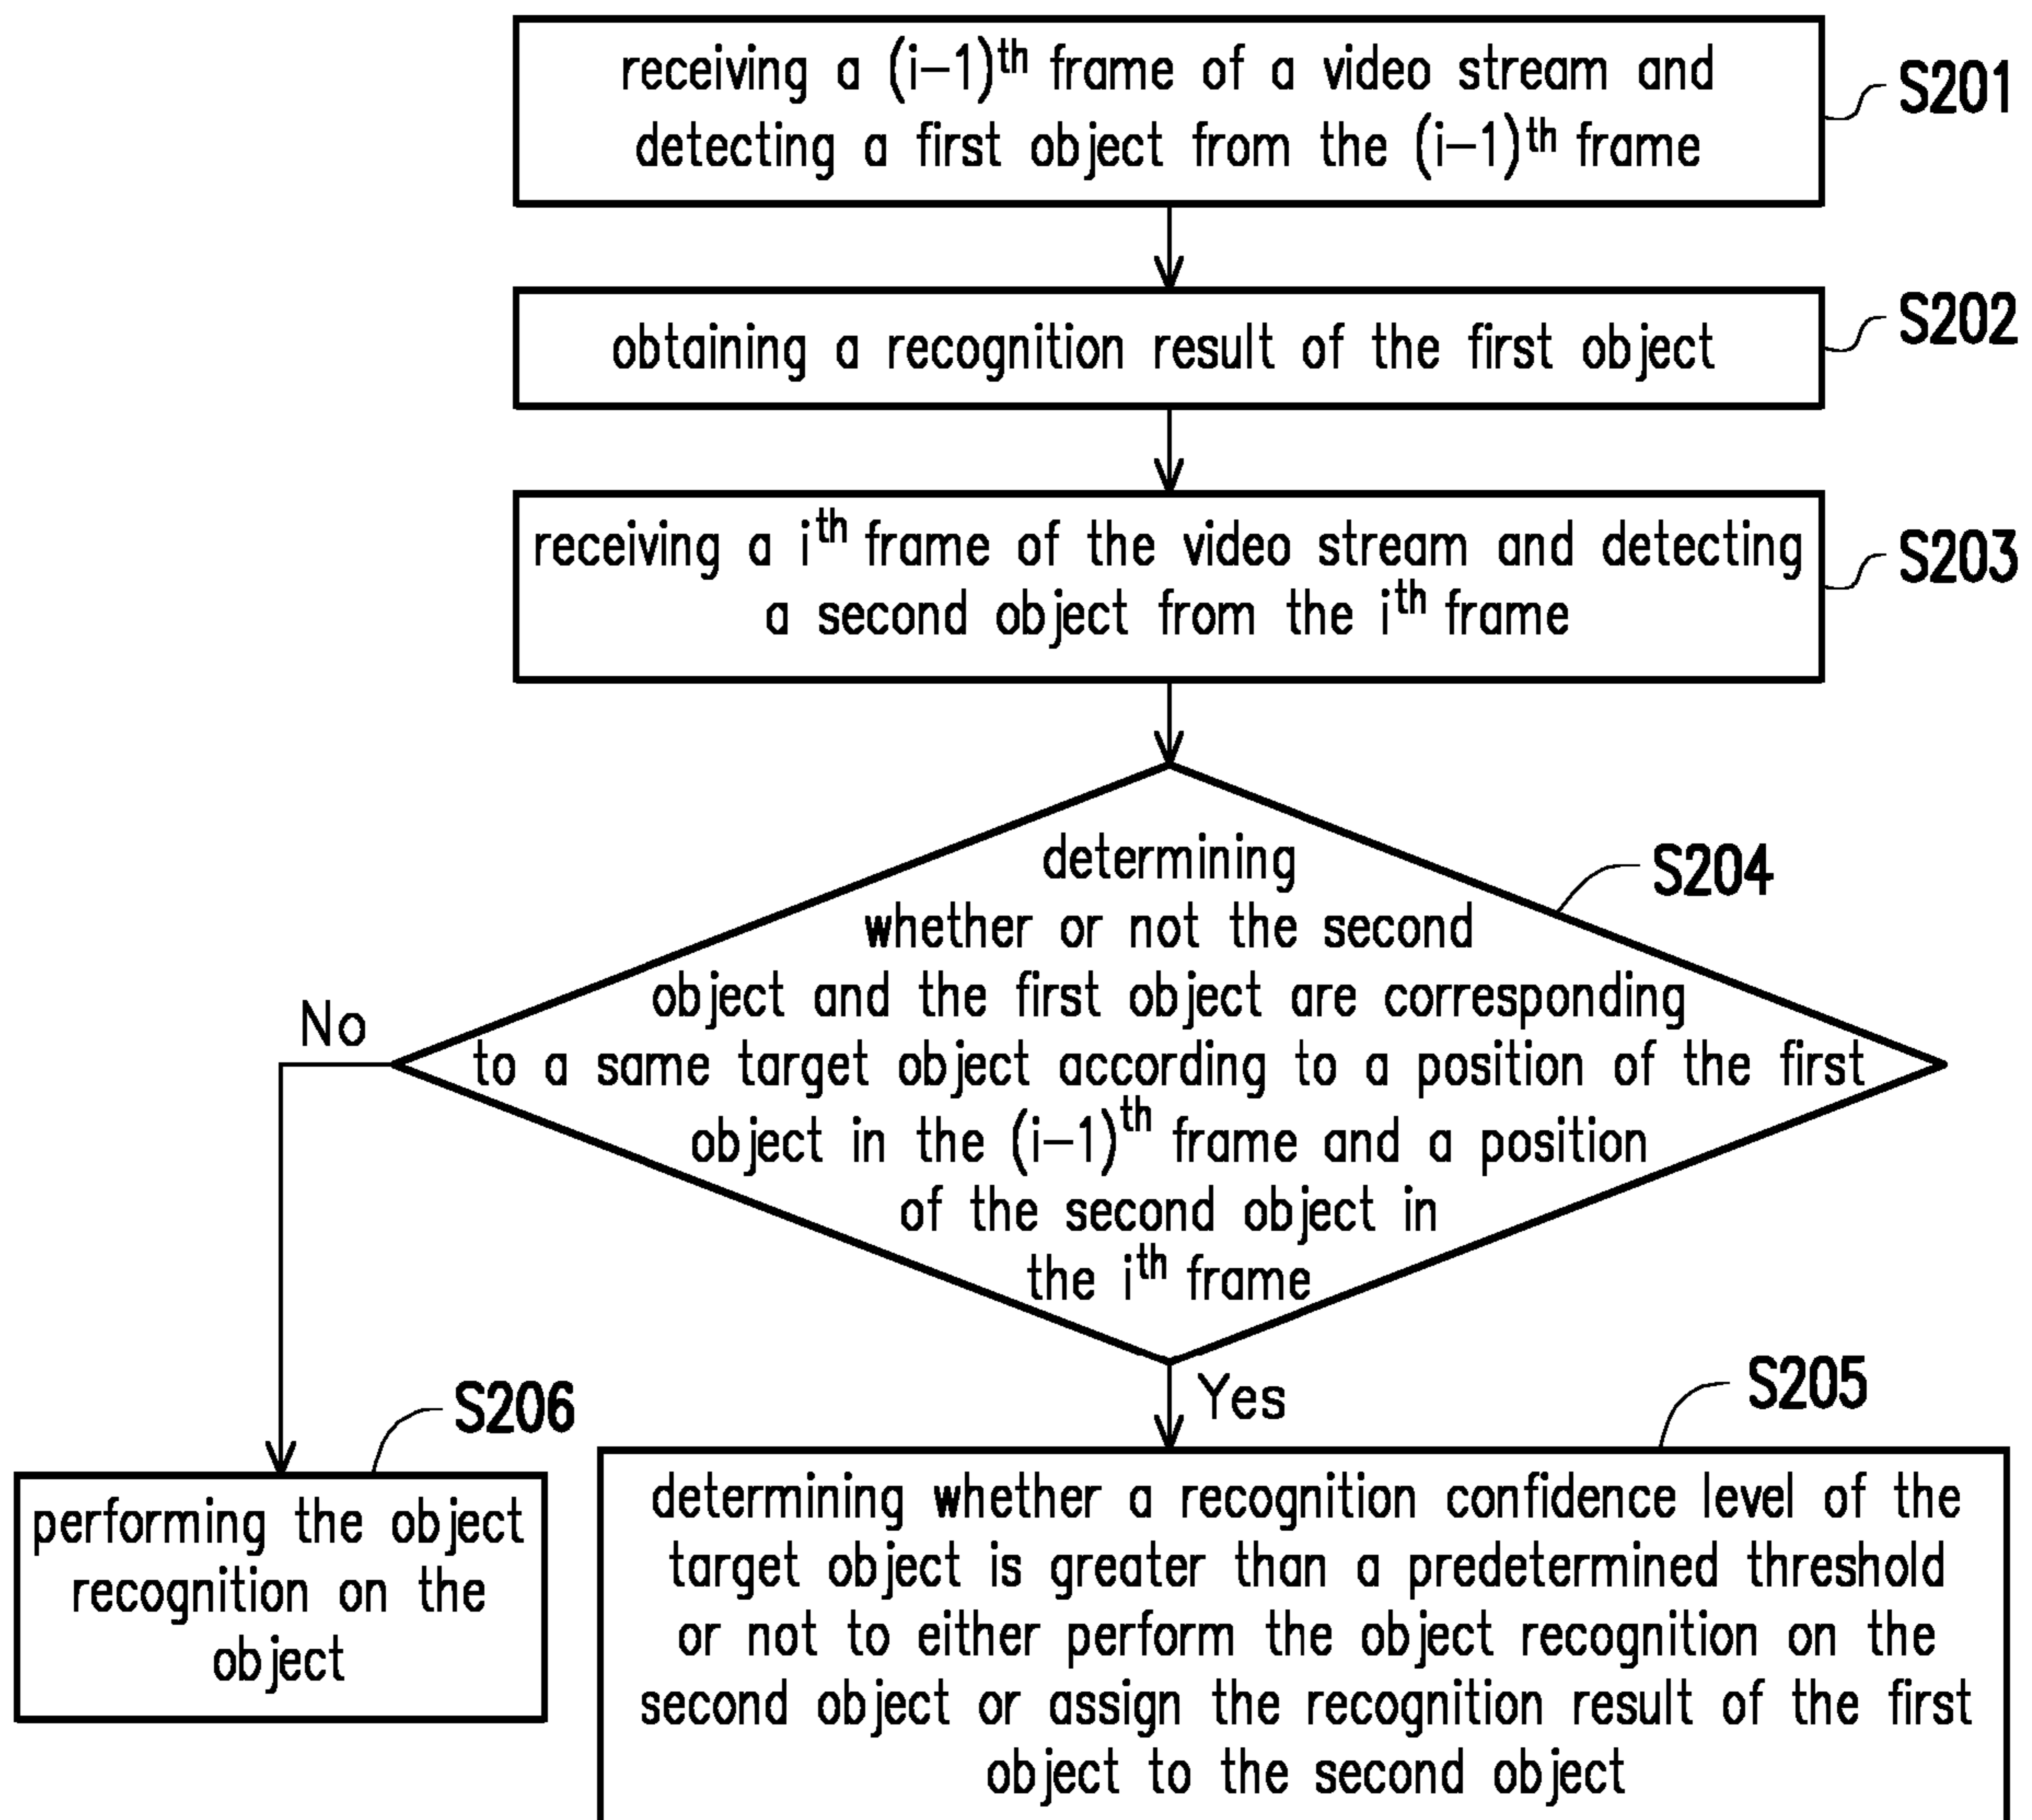 receiving a (i-1)th frame of a video stream and
detecting a first object from the (i-1)th frame
S201
obtaining a recognition result of the first object
S202
receiving a ith frame of the video stream and detecting
a second object from the ith frame
S203
determining
whether or not the second
object and the first object are corresponding
to a same target object according to a position of the first
object in the (i-1)th frame and a position
of the second object in
the ith frame
S204
No
Yes
S206
performing the object
recognition on the
object
S205
determining whether a recognition confidence level of the
target object is greater than a predetermined threshold
or not to either perform the object recognition on the
second object or assign the recognition result of the first
object to the second object